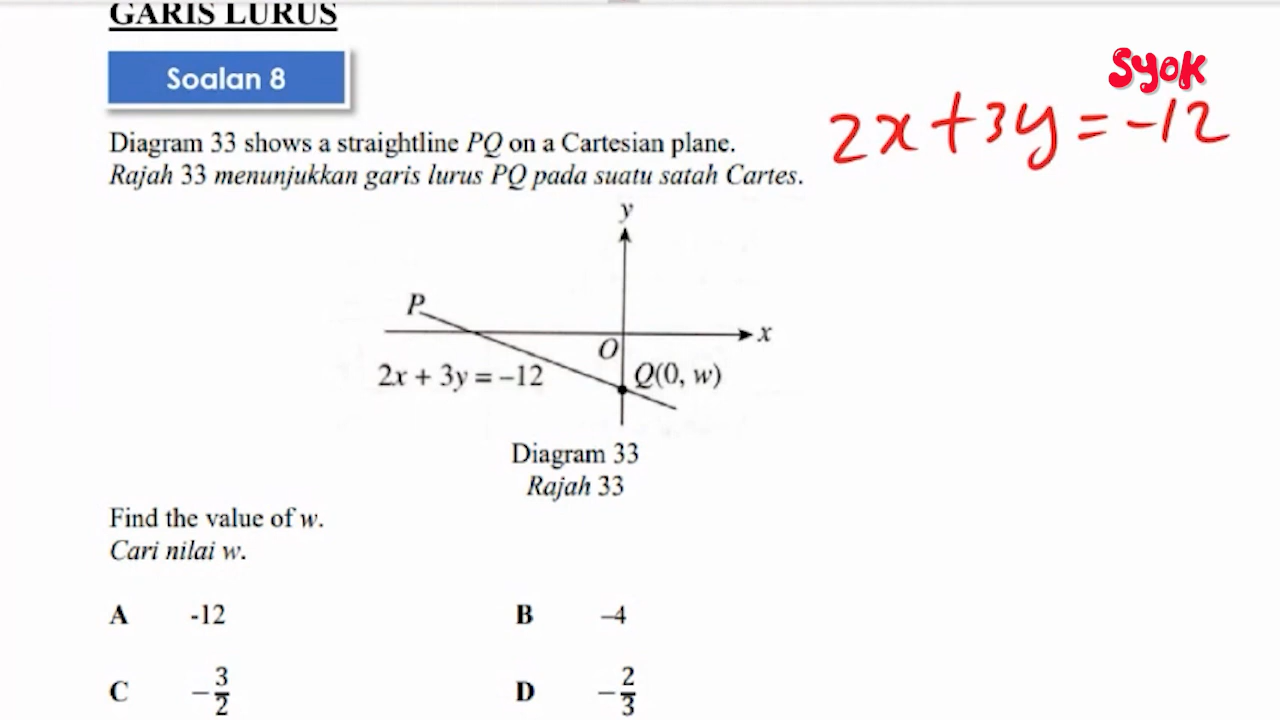 GARIS LURUS
Soalan 8
Syok
2x + 3y = -12
Diagram 33 shows a straightline PQ on a Cartesian plane.
Rajah 33 menunjukkan garis lurus PQ pada suatu satah Cartes.
y
P
O
x
2x + 3y = –12
Q(0, w)
Diagram 33
Rajah 33
Find the value of w.
Cari nilai w.
A -12 B –4
C −3/2 D −2/3